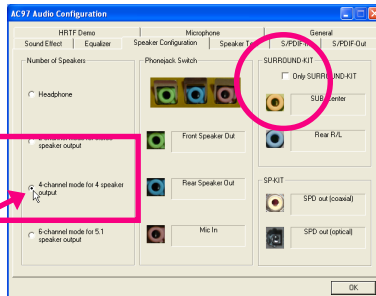 AC97 Audio Configuration
HRTF Demo
Microphone
General
Sound Effect
Equalizer
Speaker Configuration
Speaker Te
S/PDIF-In
S/PDIF-Out
Number of Speakers
Phonejack Switch
SURROUND-KIT
Only SURROUND-KIT
Headphone
SUB/Center
speaker output
Front Speaker Out
Rear R/L
4-channel mode for 4 speaker
output
Rear Speaker Out
SP-KIT
SPD out (coaxial)
6-channel mode for 5.1
speaker output
Mic In
SPD out (optical)
OK